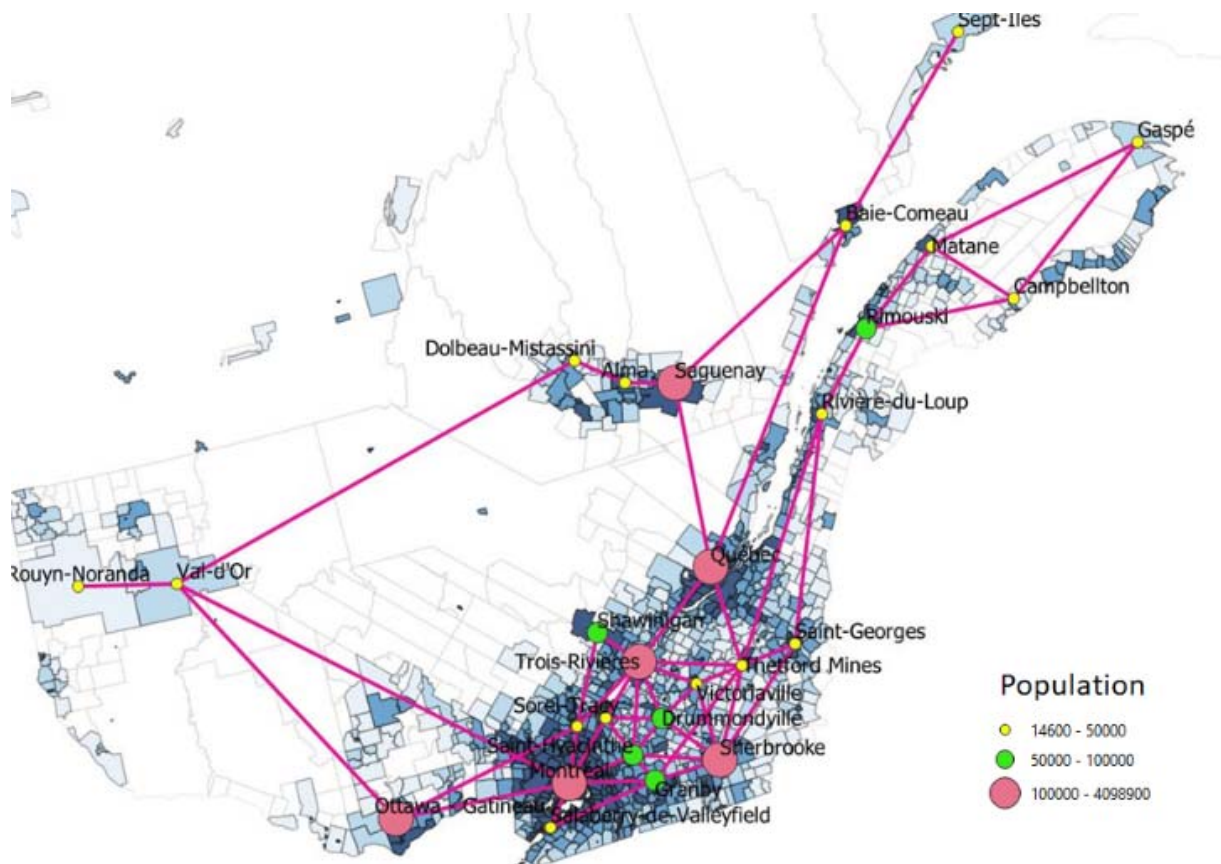 Sept-Iles
Gaspé
Baie-Comeau
Matane
Campbellton
Rimouski
Dolbeau-Mistassini
Alma
Saguenay
Rivière-du-Loup
Québec
Rouyn-Noranda
Val-d'Or
Shawinigan
Saint-Georges
Trois-Rivières
Thetford Mines
Victoriaville
Sorel-Tracy
Drummondville
Saint-Hyacinthe
Sherbrooke
Montréal
Granby
Ottawa - Gatineau
Salaberry-de-Valleyfield
Population
14600 - 50000
50000 - 100000
100000 - 4098900